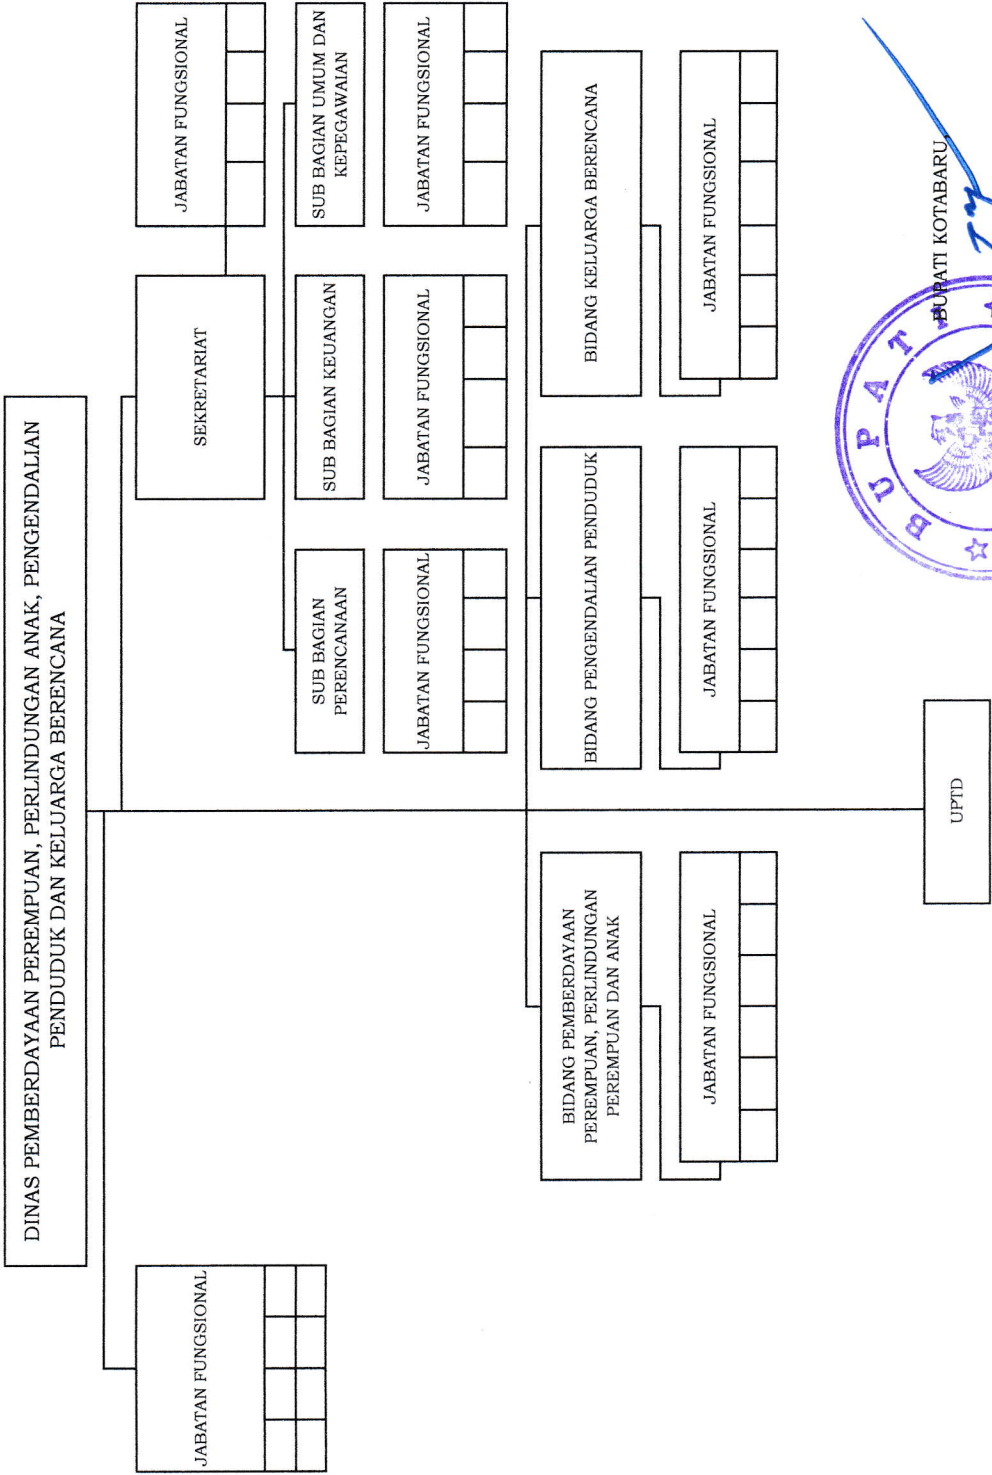 DINAS PEMBERDAYAAN PEREMPUAN, PERLINDUNGAN ANAK, PENGENDALIAN
PENDUDUK DAN KELUARGA BERENCANA
JABATAN FUNGSIONAL
SEKRETARIAT
JABATAN FUNGSIONAL
SUB BAGIAN
PERENCANAAN
SUB BAGIAN KEUANGAN
SUB BAGIAN UMUM DAN
KEPEGAWAIAN
JABATAN FUNGSIONAL
JABATAN FUNGSIONAL
JABATAN FUNGSIONAL
BIDANG PEMBERDAYAAN
PEREMPUAN, PERLINDUNGAN
PEREMPUAN DAN ANAK
BIDANG PENGENDALIAN PENDUDUK
BIDANG KELUARGA BERENCANA
JABATAN FUNGSIONAL
JABATAN FUNGSIONAL
JABATAN FUNGSIONAL
UPTD
BUPATI KOTABARU,
BUPATI